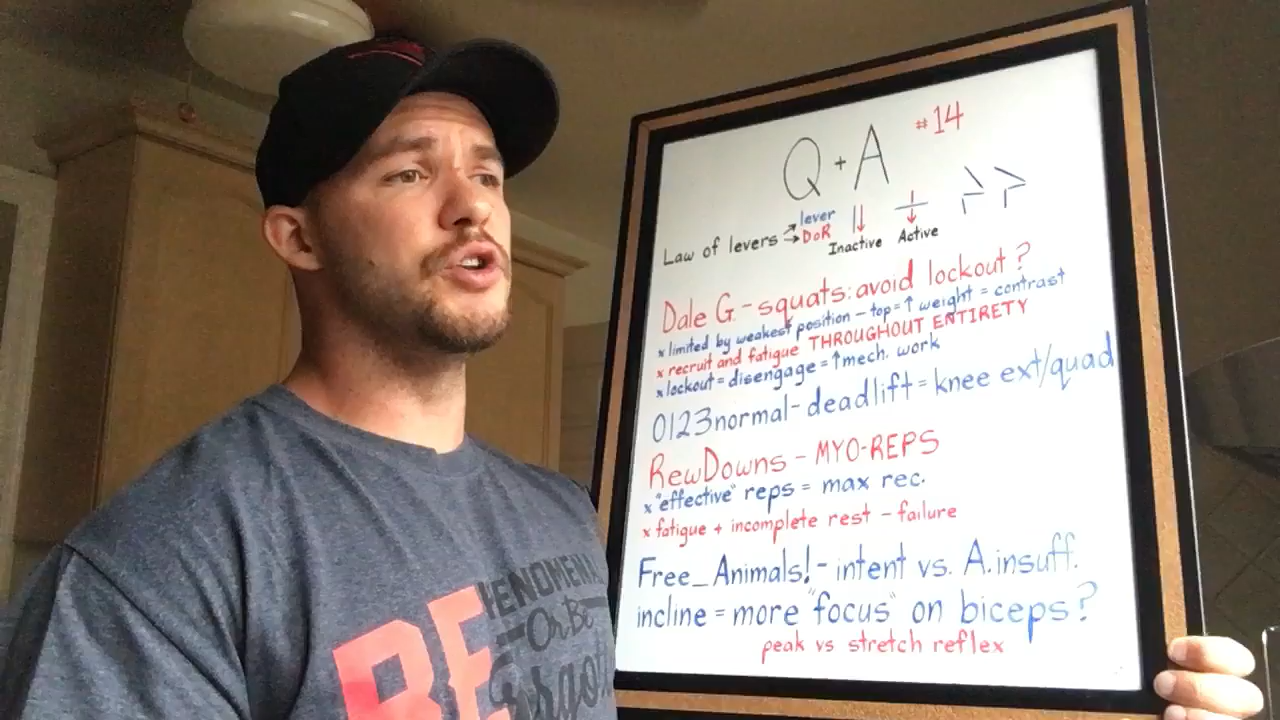 Q + A #14
Law of levers lever
DoR
Inactive
Active
Dale G. - squats: avoid lockout?
x limited by weakest position - top = ↑ weight = contrast
x recruit and fatigue THROUGHOUT ENTIRETY
x lockout = disengage = ↑ mech. work
0123normal - deadlift = knee ext/quad
RewDowns - MYO-REPS
x "effective" reps = max rec.
x fatigue + incomplete rest - failure
Free_Animals! - intent vs. A. insuff.
incline = more "focus" on biceps?
peak vs stretch reflex
BE
HENOMENA
Or Be